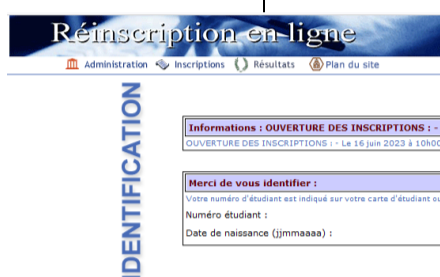 Réinscription en ligne
Administration Inscriptions Résultats Plan du site
IDENTIFICATION
Informations : OUVERTURE DES INSCRIPTIONS : -
OUVERTURE DES INSCRIPTIONS : - Le 16 juin 2023 à 10h00
Merci de vous identifier :
Votre numéro d'étudiant est indiqué sur votre carte d'étudiant ou
Numéro étudiant :
Date de naissance (jjmmaaaa) :